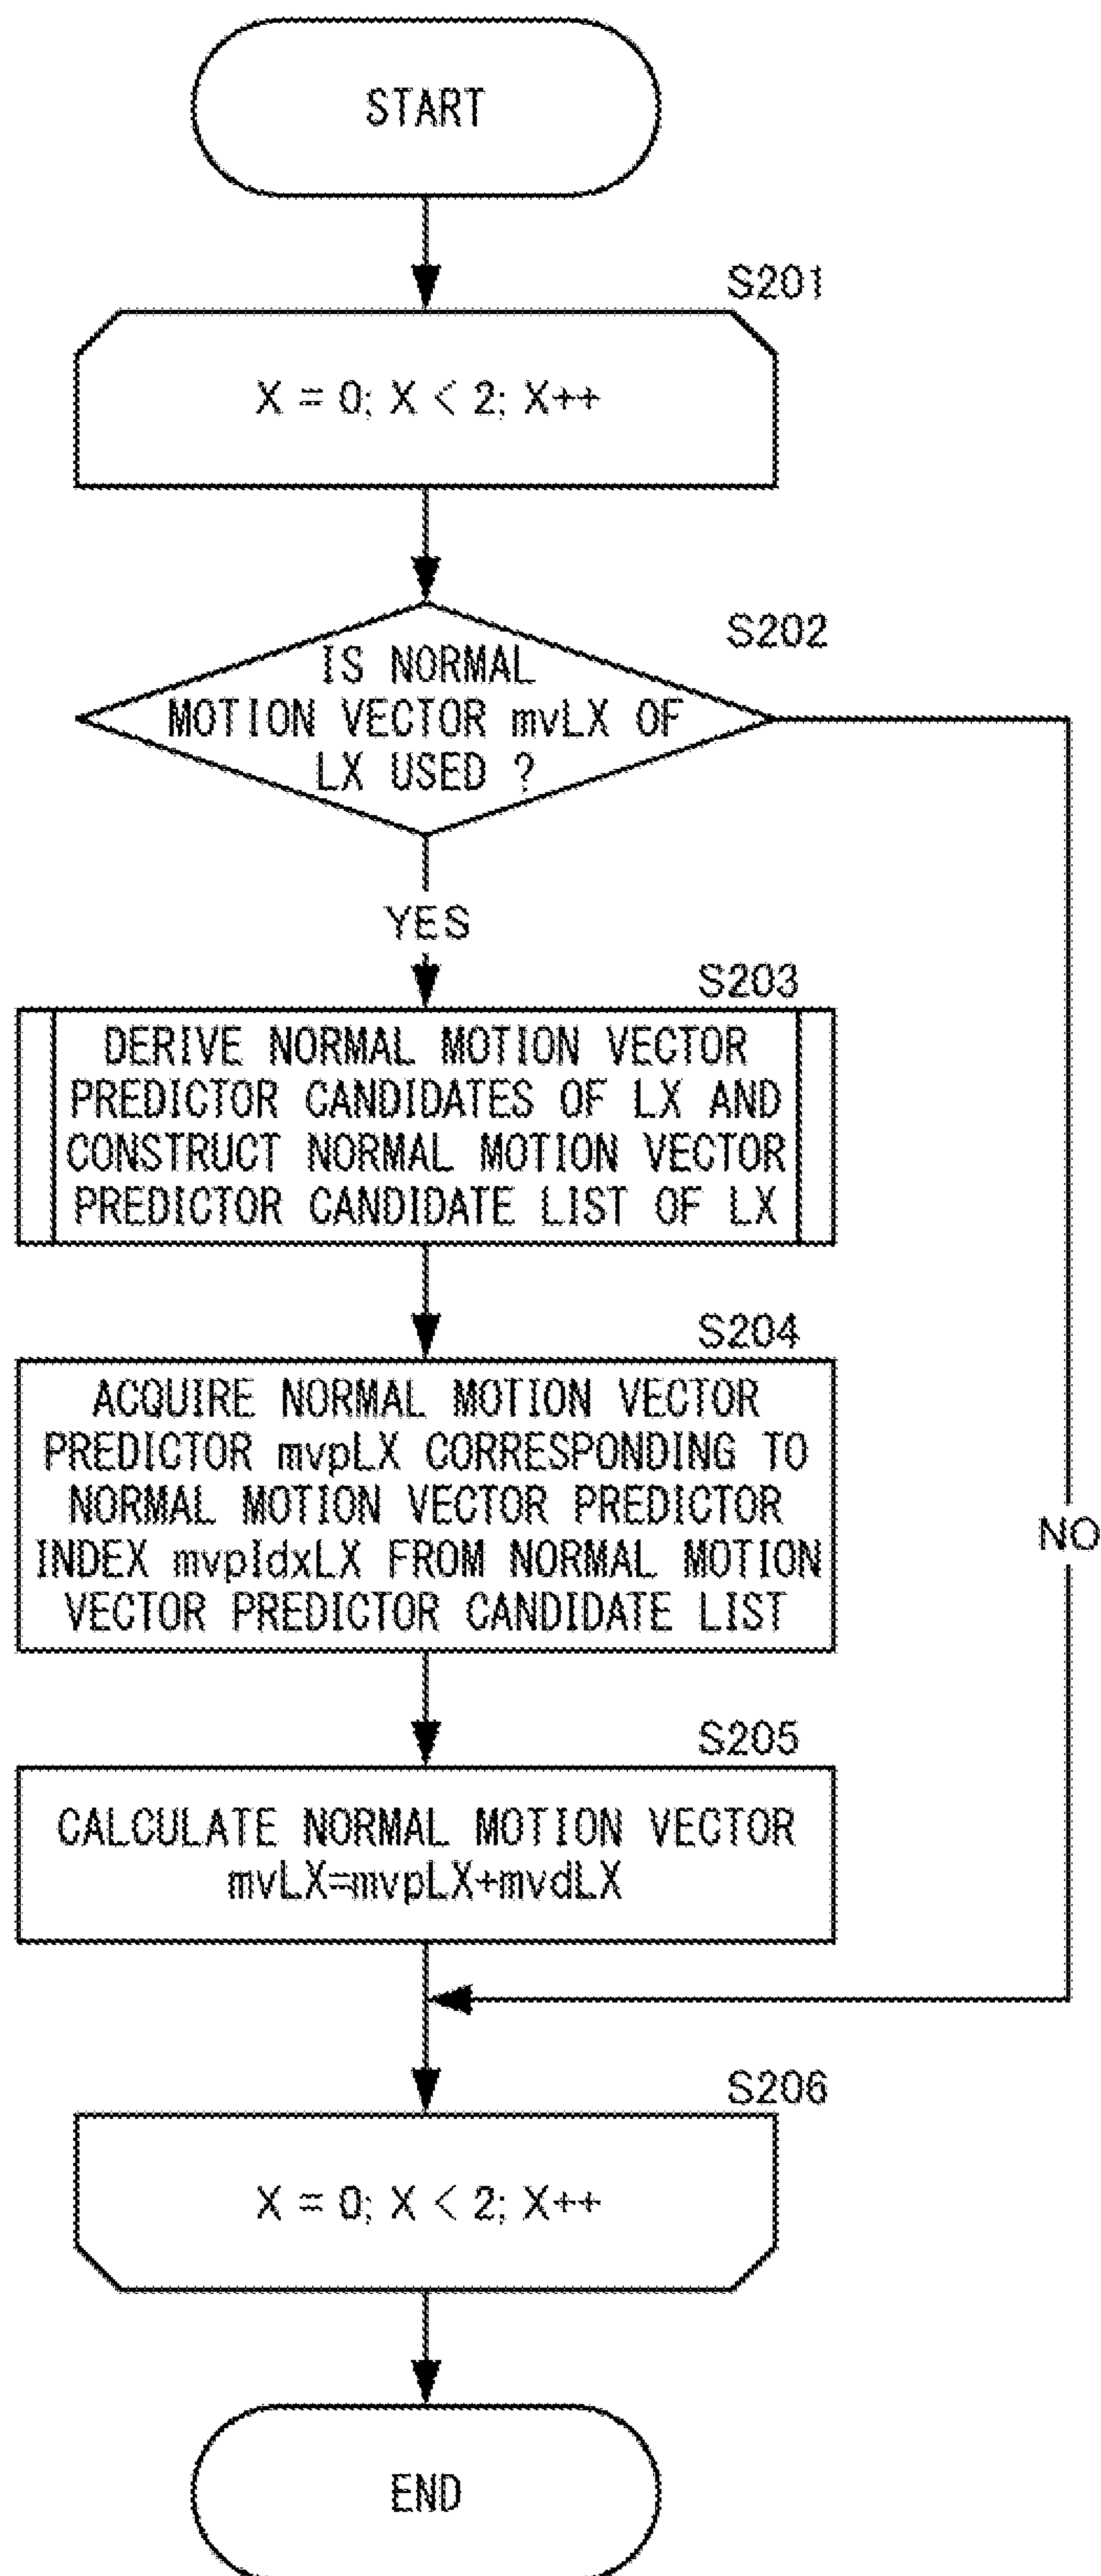 START
S201
X = 0; X < 2; X++
S202
IS NORMAL
MOTION VECTOR mvLX OF
LX USED ?
YES
S203
DERIVE NORMAL MOTION VECTOR
PREDICTOR CANDIDATES OF LX AND
CONSTRUCT NORMAL MOTION VECTOR
PREDICTOR CANDIDATE LIST OF LX
S204
ACQUIRE NORMAL MOTION VECTOR
PREDICTOR mvpLX CORRESPONDING TO
NORMAL MOTION VECTOR PREDICTOR
INDEX mvpIdxLX FROM NORMAL MOTION
VECTOR PREDICTOR CANDIDATE LIST
NO
S205
CALCULATE NORMAL MOTION VECTOR
mvLX=mvpLX+mvdLX
S206
X = 0; X < 2; X++
END